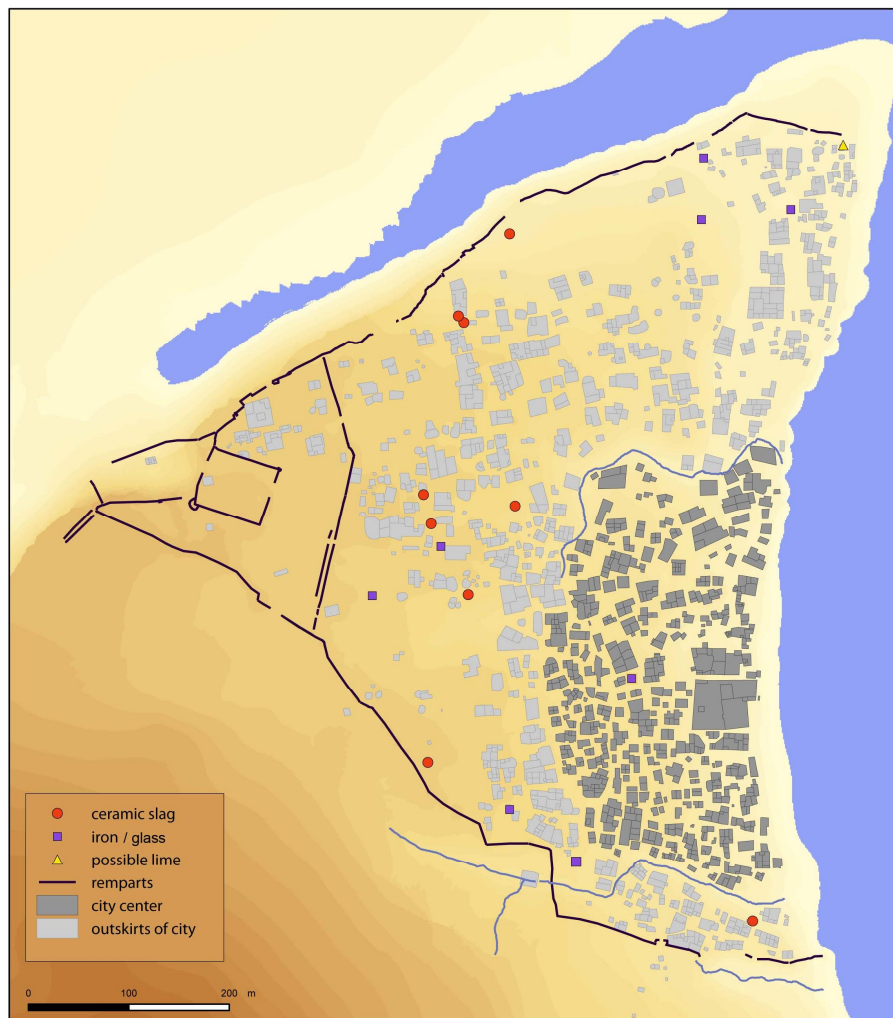 ceramic slag
iron / glass
possible lime
remparts
city center
outskirts of city
0 100 200 m